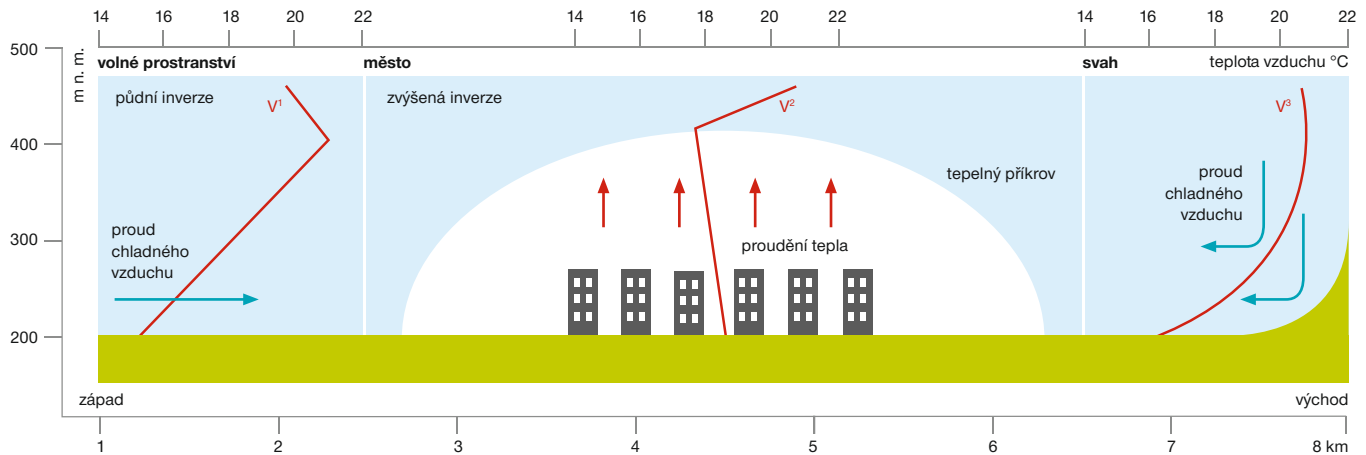 14 16 18 20 22 14 16 18 20 22 14 16 18 20 22
500
m n. m.
volné prostranství město svah teplota vzduchu °C
půdní inverze V¹ zvýšená inverze V² V³
400
tepelný příkrov
proud
chladného
vzduchu
300
proud
chladného
vzduchu
proudění tepla
200
západ východ
1 2 3 4 5 6 7 8 km